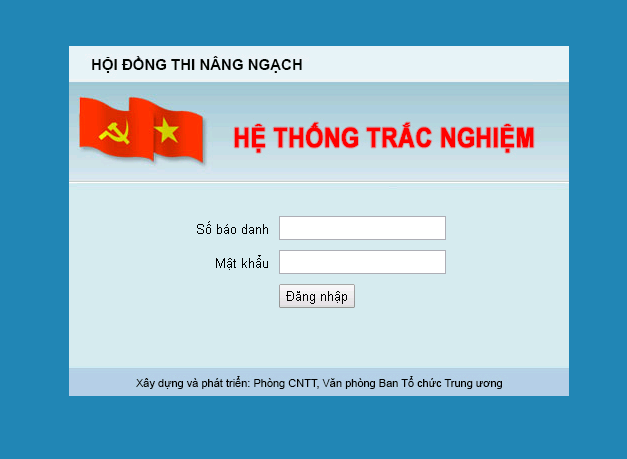 HỘI ĐỒNG THI NÂNG NGẠCH
HỆ THỐNG TRẮC NGHIỆM
Số báo danh
Mật khẩu
Đăng nhập
Xây dựng và phát triển: Phòng CNTT, Văn phòng Ban Tổ chức Trung ương